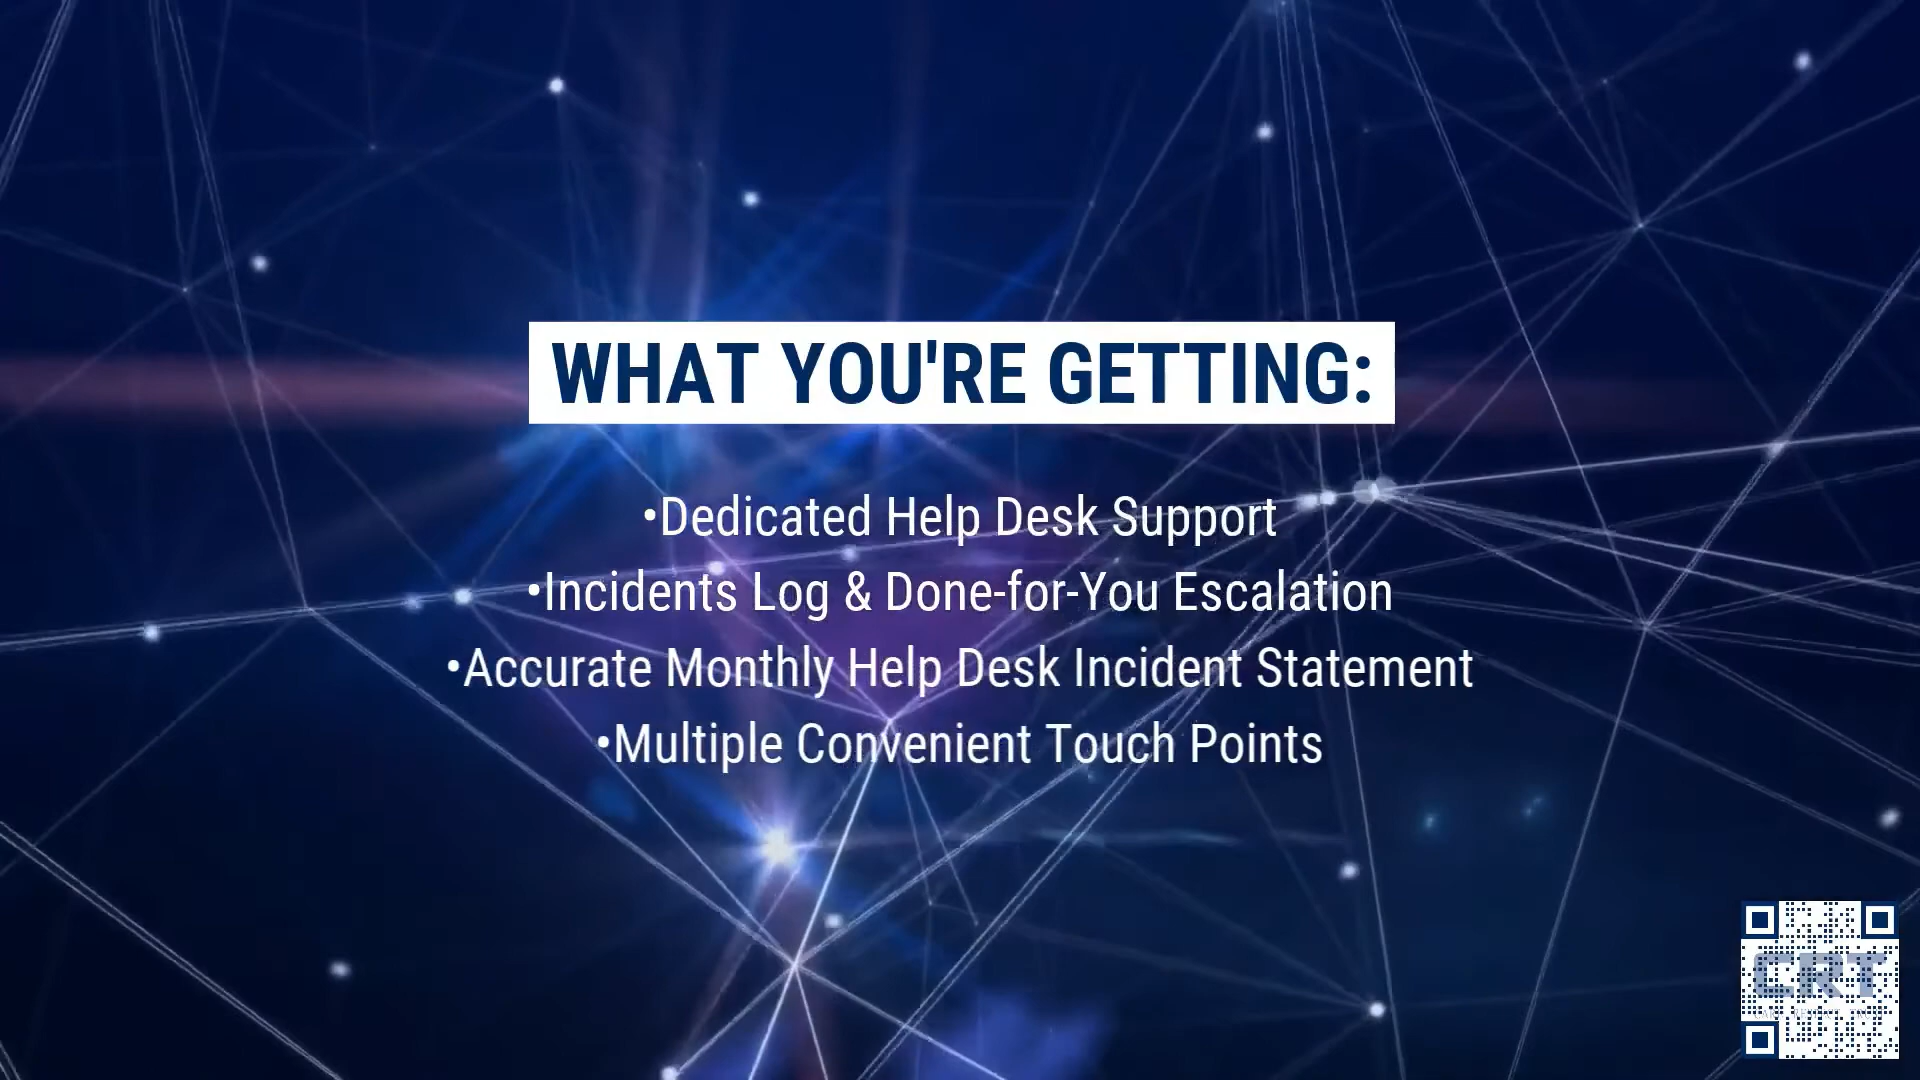 WHAT YOU'RE GETTING:
•Dedicated Help Desk Support
•Incidents Log & Done-for-You Escalation
•Accurate Monthly Help Desk Incident Statement
•Multiple Convenient Touch Points
CRT